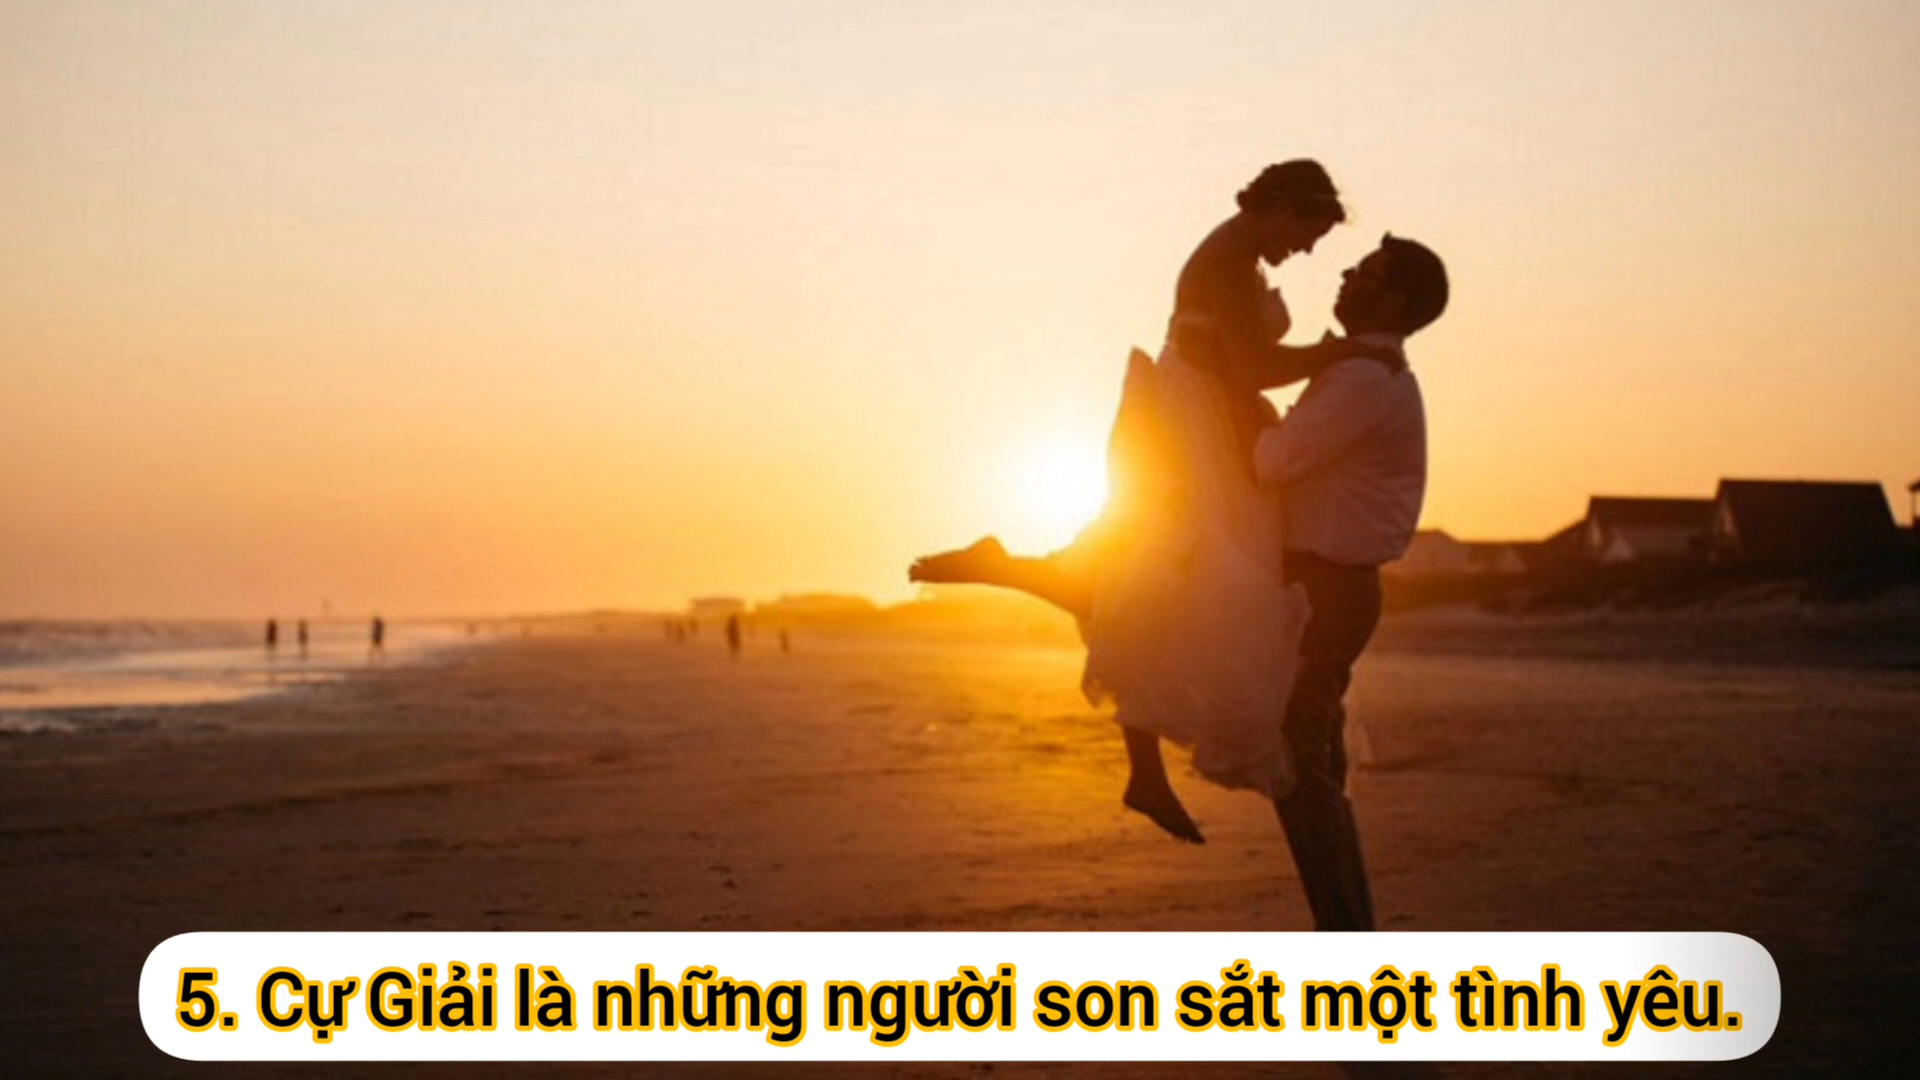 5. Cự Giải là những người son sắt một tình yêu.